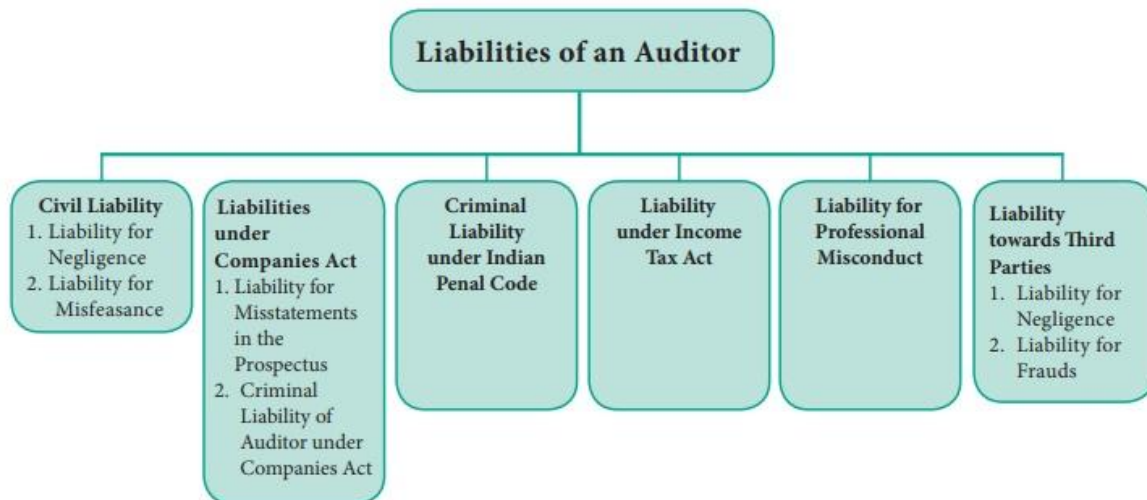 Liabilities of an Auditor
Civil Liability
1. Liability for
Negligence
2. Liability for
Misfeasance
Liabilities
under
Companies Act
1. Liability for
Misstatements
in the
Prospectus
2. Criminal
Liability of
Auditor under
Companies Act
Criminal
Liability
under Indian
Penal Code
Liability
under Income
Tax Act
Liability for
Professional
Misconduct
Liability
towards Third
Parties
1. Liability for
Negligence
2. Liability for
Frauds